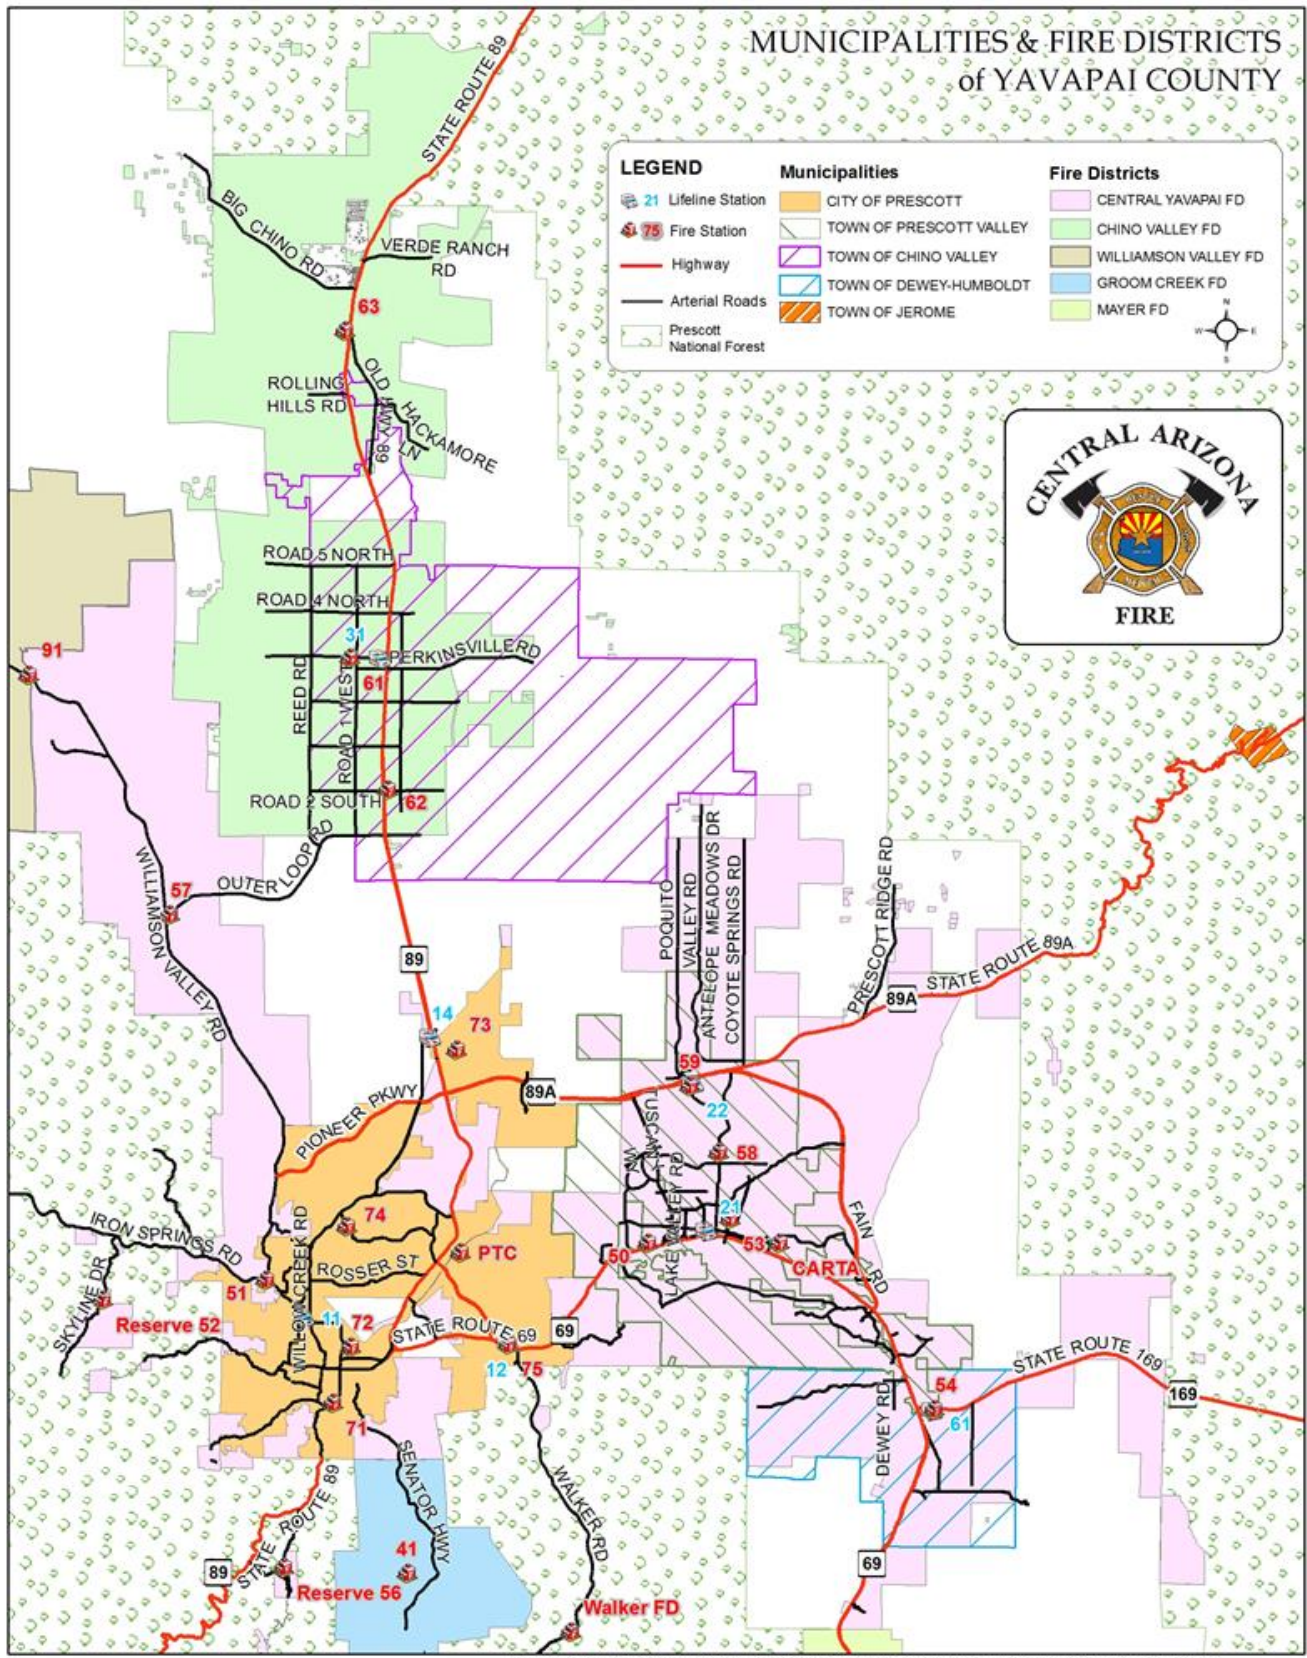 MUNICIPALITIES & FIRE DISTRICTS
of YAVAPAI COUNTY
LEGEND
21 Lifeline Station
75 Fire Station
Highway
Arterial Roads
Prescott
National Forest
Municipalities
CITY OF PRESCOTT
TOWN OF PRESCOTT VALLEY
TOWN OF CHINO VALLEY
TOWN OF DEWEY-HUMBOLDT
TOWN OF JEROME
Fire Districts
CENTRAL YAVAPAI FD
CHINO VALLEY FD
WILLIAMSON VALLEY FD
GROOM CREEK FD
MAYER FD
N
W E
S
CENTRAL ARIZONA
FIRE
STATE ROUTE 89
BIG CHINO RD
VERDE RANCH
RD
63
ROLLING
HILLS RD
OLD HWY 89
HACKAMORE
LN
ROAD 5 NORTH
ROAD 4 NORTH
31
PERKINSVILLE RD
61
91
REED RD
ROAD 1 WEST
ROAD 2 SOUTH
62
OUTER LOOP RD
57
WILLIAMSON VALLEY RD
POQUITO
VALLEY RD
ANTELOPE MEADOWS DR
COYOTE SPRINGS RD
PRESCOTT RIDGE RD
STATE ROUTE 89A
89A
89
14
73
59
22
89A
PIONEER PKWY
TUSCANY
WY
58
LAKE VALLEY RD
21
53
50
CARTA
FAIN RD
IRON SPRINGS RD
SKYLINE DR
WILLOW CREEK RD
74
PTC
ROSSER ST
51
Reserve 52
11
72
STATE ROUTE 69
69
12
75
71
STATE ROUTE 169
169
54
61
DEWEY RD
SENATOR HWY
WALKER RD
STATE ROUTE 89
89
41
Reserve 56
Walker FD
69